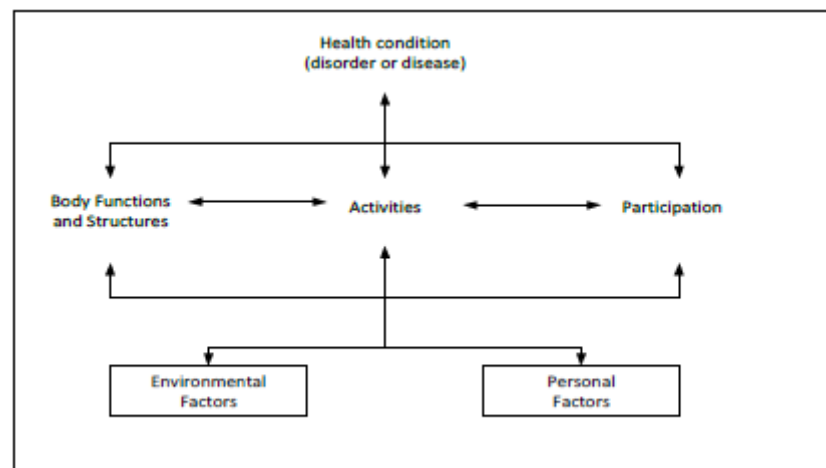 Health condition
(disorder or disease)
Body Functions
and Structures
Activities
Participation
Environmental
Factors
Personal
Factors